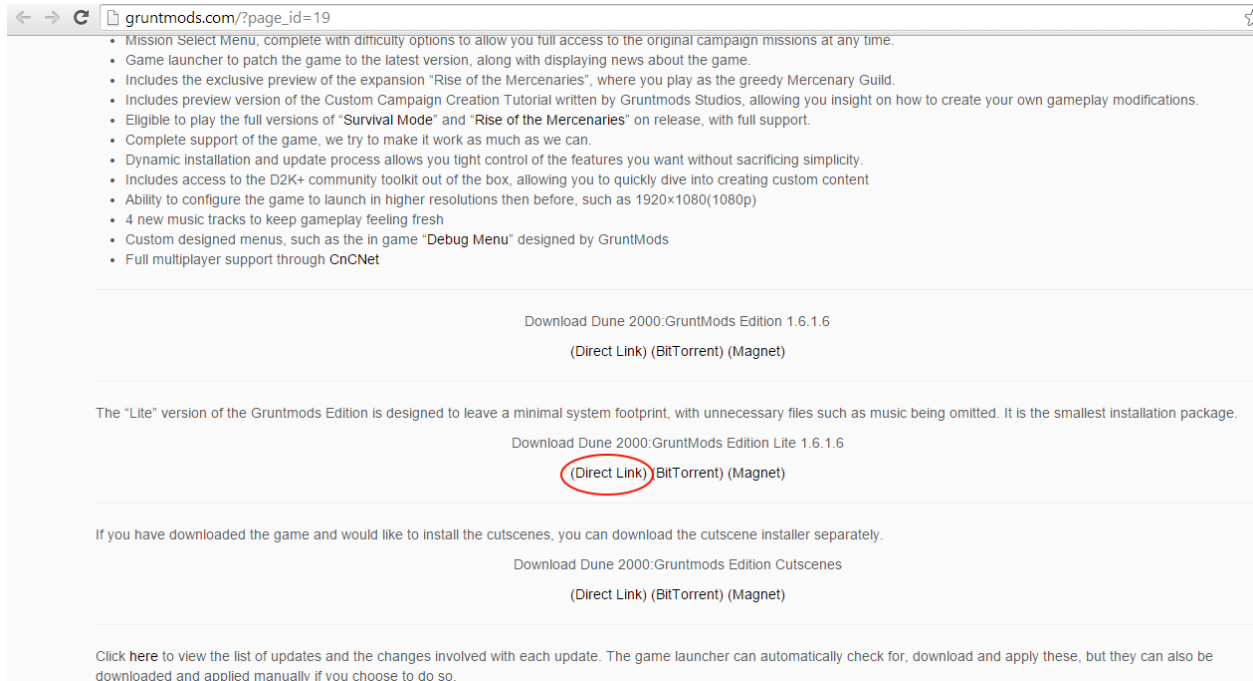 gruntmods.com/?page_id=19
Mission Select Menu, complete with difficulty options to allow you full access to the original campaign missions at any time.
Game launcher to patch the game to the latest version, along with displaying news about the game.
Includes the exclusive preview of the expansion “Rise of the Mercenaries”, where you play as the greedy Mercenary Guild.
Includes preview version of the Custom Campaign Creation Tutorial written by Gruntmods Studios, allowing you insight on how to create your own gameplay modifications.
Eligible to play the full versions of “Survival Mode” and “Rise of the Mercenaries” on release, with full support.
Complete support of the game, we try to make it work as much as we can.
Dynamic installation and update process allows you tight control of the features you want without sacrificing simplicity.
Includes access to the D2K+ community toolkit out of the box, allowing you to quickly dive into creating custom content
Ability to configure the game to launch in higher resolutions then before, such as 1920×1080(1080p)
4 new music tracks to keep gameplay feeling fresh
Custom designed menus, such as the in game “Debug Menu” designed by GruntMods
Full multiplayer support through CnCNet
Download Dune 2000:GruntMods Edition 1.6.1.6
(Direct Link) (BitTorrent) (Magnet)
The “Lite” version of the Gruntmods Edition is designed to leave a minimal system footprint, with unnecessary files such as music being omitted. It is the smallest installation package.
Download Dune 2000:GruntMods Edition Lite 1.6.1.6
(Direct Link) (BitTorrent) (Magnet)
If you have downloaded the game and would like to install the cutscenes, you can download the cutscene installer separately.
Download Dune 2000:Gruntmods Edition Cutscenes
(Direct Link) (BitTorrent) (Magnet)
Click here to view the list of updates and the changes involved with each update. The game launcher can automatically check for, download and apply these, but they can also be
downloaded and applied manually if you choose to do so.